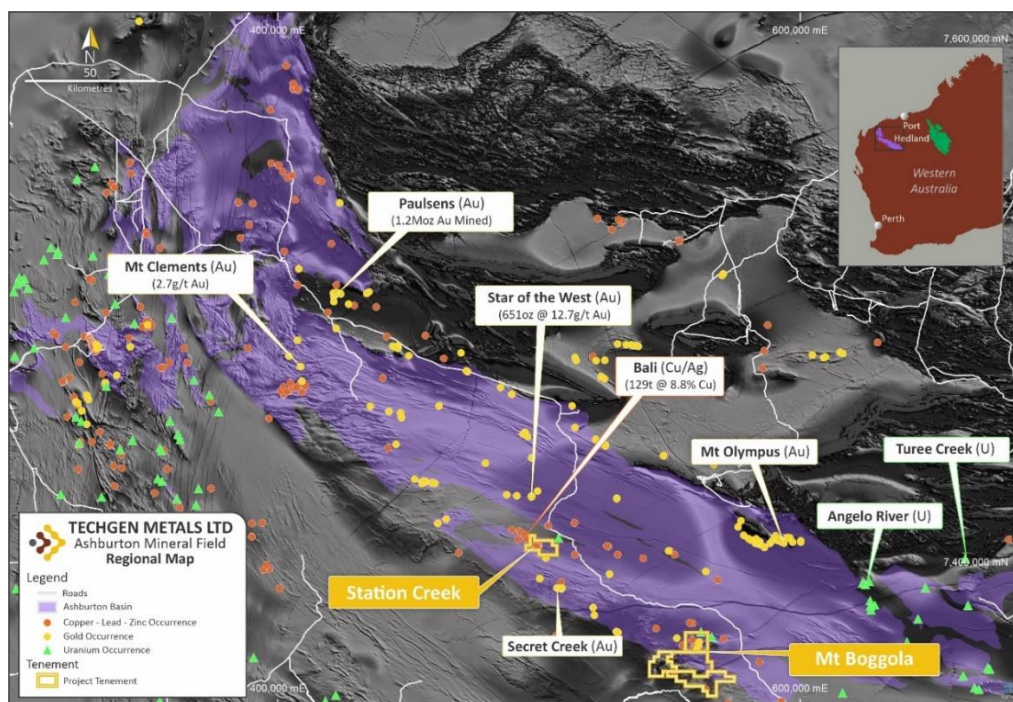 400,000 mE
600,000 mE
7,600,000 mN
N
50
Kilometres
Port
Hedland
Western
Australia
Perth
Paulsens (Au)
(1.2Moz Au Mined)
Mt Clements (Au)
(2.7g/t Au)
Star of the West (Au)
(651oz @ 12.7g/t Au)
Bali (Cu/Ag)
(129t @ 8.8% Cu)
Mt Olympus (Au)
Turee Creek (U)
Angelo River (U)
TECHGEN METALS LTD
Ashburton Mineral Field
Regional Map
Legend
Roads
Ashburton Basin
Copper - Lead - Zinc Occurrence
Gold Occurrence
Uranium Occurrence
Tenement
Project Tenement
7,400,000 mN
Station Creek
Secret Creek (Au)
Mt Boggola
400,000 mE
600,000 mE